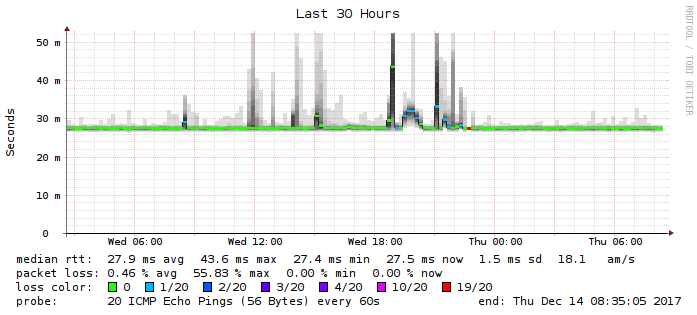 Last 30 Hours
RRDTOOL / TOBI OETIKER
Seconds
50 m
40 m
30 m
20 m
10 m
0
Wed 06:00 Wed 12:00 Wed 18:00 Thu 00:00 Thu 06:00
median rtt: 27.9 ms avg 43.6 ms max 27.4 ms min 27.5 ms now 1.5 ms sd 18.1 am/s
packet loss: 0.46 % avg 55.83 % max 0.00 % min 0.00 % now
loss color: 0 1/20 2/20 3/20 4/20 10/20 19/20
probe: 20 ICMP Echo Pings (56 Bytes) every 60s end: Thu Dec 14 08:35:05 2017